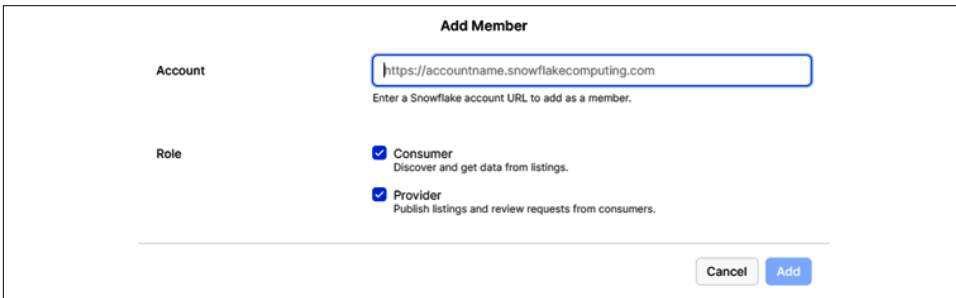 Add Member
Account
https://accountname.snowflakecomputing.com
Enter a Snowflake account URL to add as a member.
Role
Consumer
Discover and get data from listings.
Provider
Publish listings and review requests from consumers.
Cancel
Add